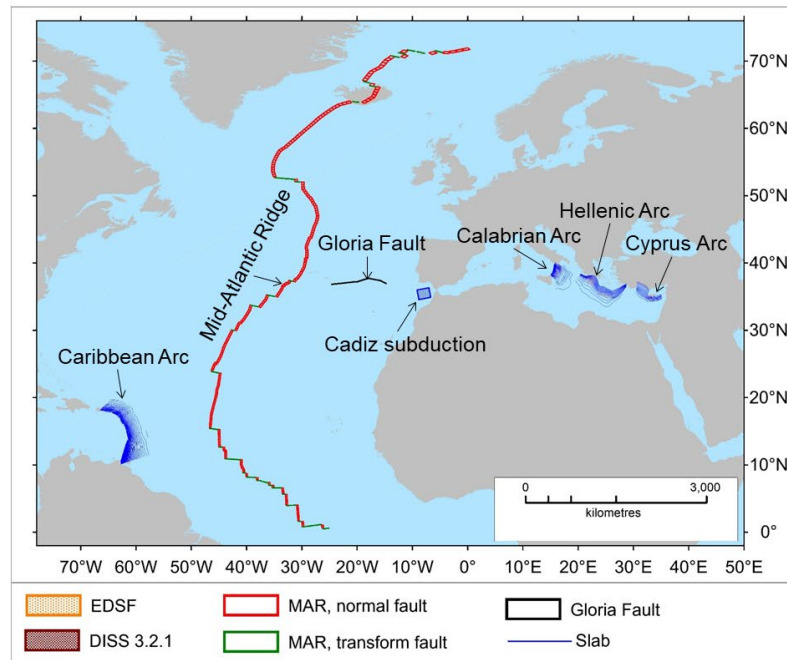 70°N
60°N
50°N
40°N
30°N
20°N
10°N
0°
Mid-Atlantic Ridge
Gloria Fault
Calabrian Arc
Hellenic Arc
Cyprus Arc
Cadiz subduction
Caribbean Arc
0 3,000
kilometres
70°W 60°W 50°W 40°W 30°W 20°W 10°W 0° 10°E 20°E 30°E 40°E 50°E
EDSF MAR, normal fault Gloria Fault
DISS 3.2.1 MAR, transform fault Slab